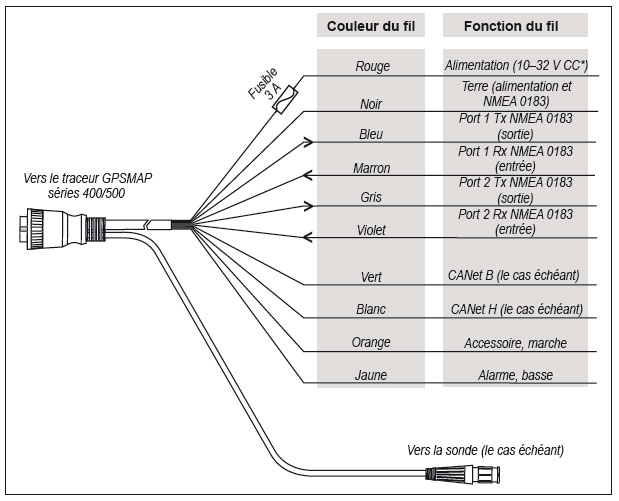 Couleur du fil
Fonction du fil
Rouge
Alimentation (10–32 V CC*)
Fusible
3 A
Noir
Terre (alimentation et
NMEA 0183)
Bleu
Port 1 Tx NMEA 0183
(sortie)
Marron
Port 1 Rx NMEA 0183
(entrée)
Vers le traceur GPSMAP
séries 400/500
Gris
Port 2 Tx NMEA 0183
(sortie)
Violet
Port 2 Rx NMEA 0183
(entrée)
Vert
CANet B (le cas échéant)
Blanc
CANet H (le cas échéant)
Orange
Accessoire, marche
Jaune
Alarme, basse
Vers la sonde (le cas échéant)